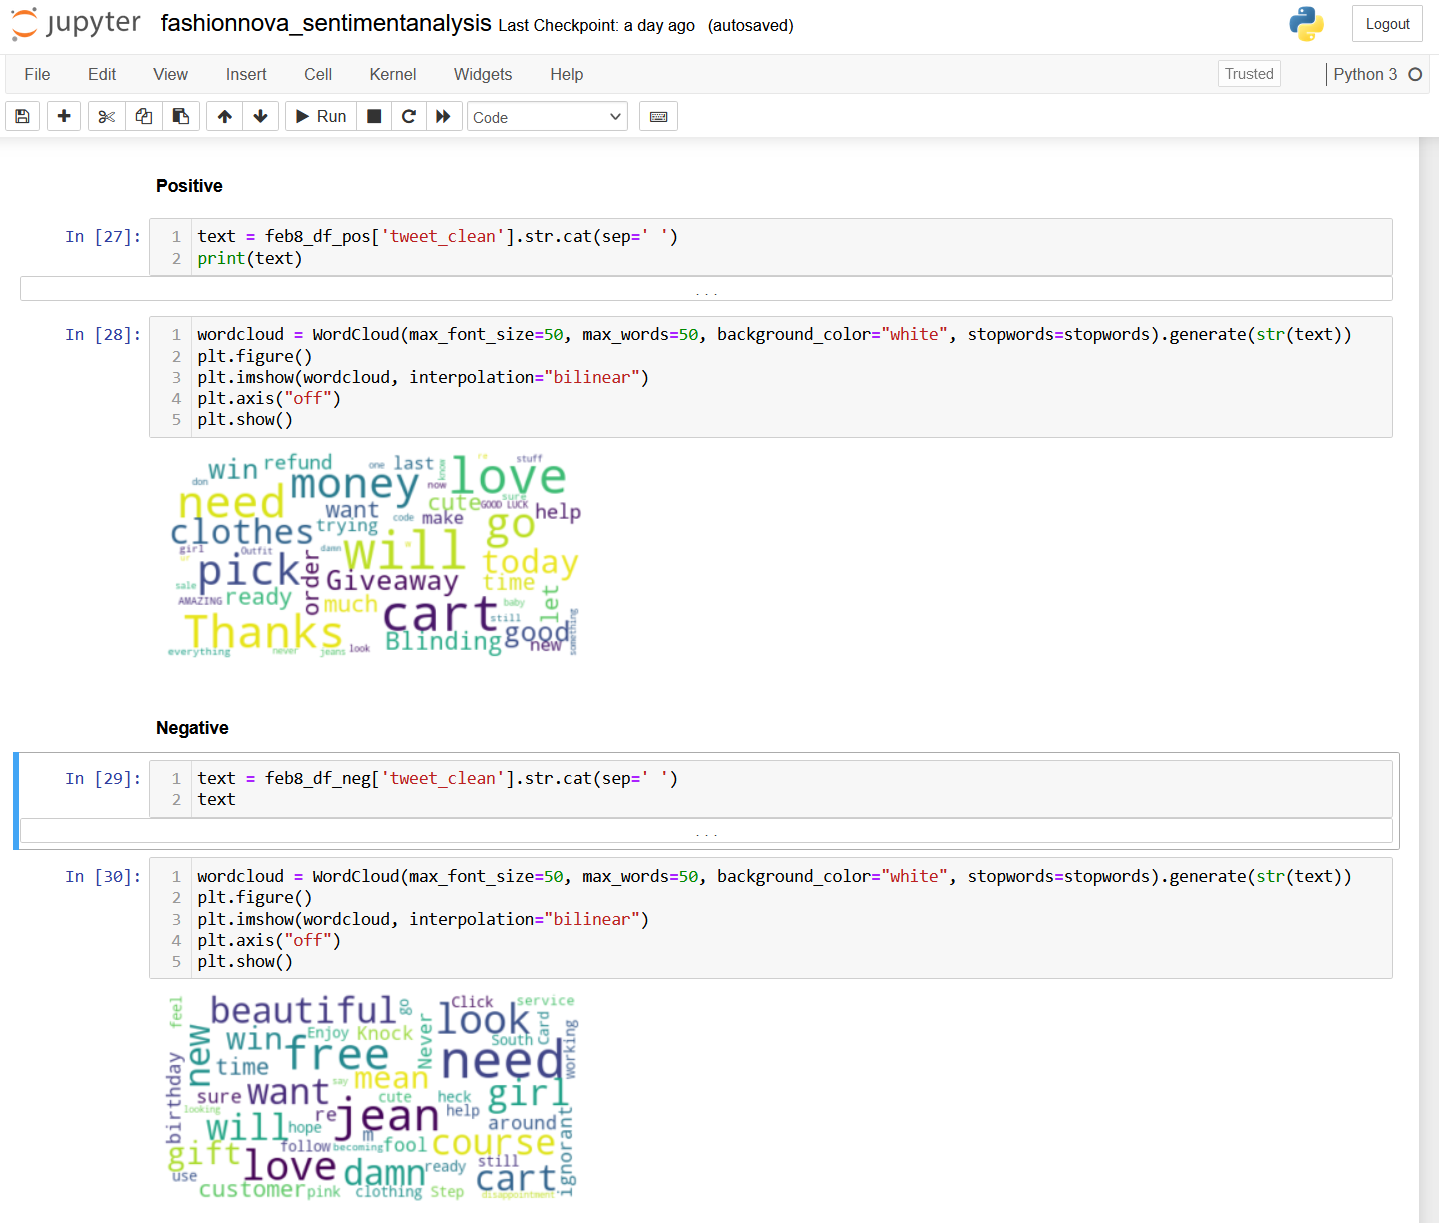 jupyter fashionnova_sentimentanalysis Last Checkpoint: a day ago (autosaved) Logout
File Edit View Insert Cell Kernel Widgets Help Trusted Python 3
Run Code
Positive
In [27]: 1 text = feb8_df_pos['tweet_clean'].str.cat(sep=' ')
2 print(text)
...
In [28]: 1 wordcloud = WordCloud(max_font_size=50, max_words=50, background_color="white", stopwords=stopwords).generate(str(text))
2 plt.figure()
3 plt.imshow(wordcloud, interpolation="bilinear")
4 plt.axis("off")
5 plt.show()
win refund one last know love re stuff
don need money now cute sure GOOD LUCK help
clothes want trying code make go
girl Outfit damn will today
sale pick order Giveaway time
AMAZING ready much cart baby let
Thanks still good something
everything never jeans look Blinding new
Negative
In [29]: 1 text = feb8_df_neg['tweet_clean'].str.cat(sep=' ')
2 text
...
In [30]: 1 wordcloud = WordCloud(max_font_size=50, max_words=50, background_color="white", stopwords=stopwords).generate(str(text))
2 plt.figure()
3 plt.imshow(wordcloud, interpolation="bilinear")
4 plt.axis("off")
5 plt.show()
feel beautiful go Click service
new win Enjoy Knock Never look South Card working
time free need
birthday sure want say mean cute heck girl
looking re jean help around
will hope m course ignorant
gift follow becoming fool
use love damn ready still cart
customer pink clothing Step disappointment